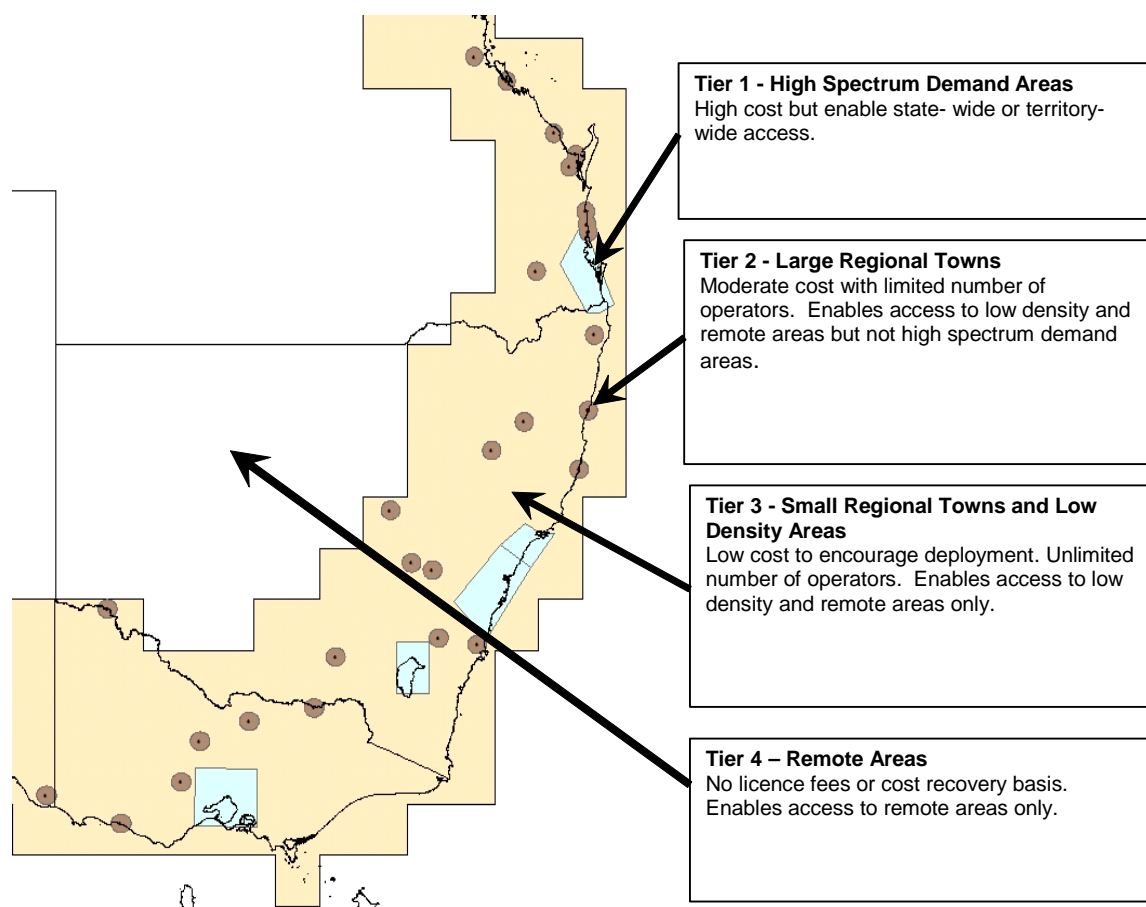 Tier 1 - High Spectrum Demand Areas
High cost but enable state- wide or territory-
wide access.
Tier 2 - Large Regional Towns
Moderate cost with limited number of
operators.  Enables access to low density and
remote areas but not high spectrum demand
areas.
Tier 3 - Small Regional Towns and Low
Density Areas
Low cost to encourage deployment. Unlimited
number of operators.  Enables access to low
density and remote areas only.
Tier 4 – Remote Areas
No licence fees or cost recovery basis.
Enables access to remote areas only.